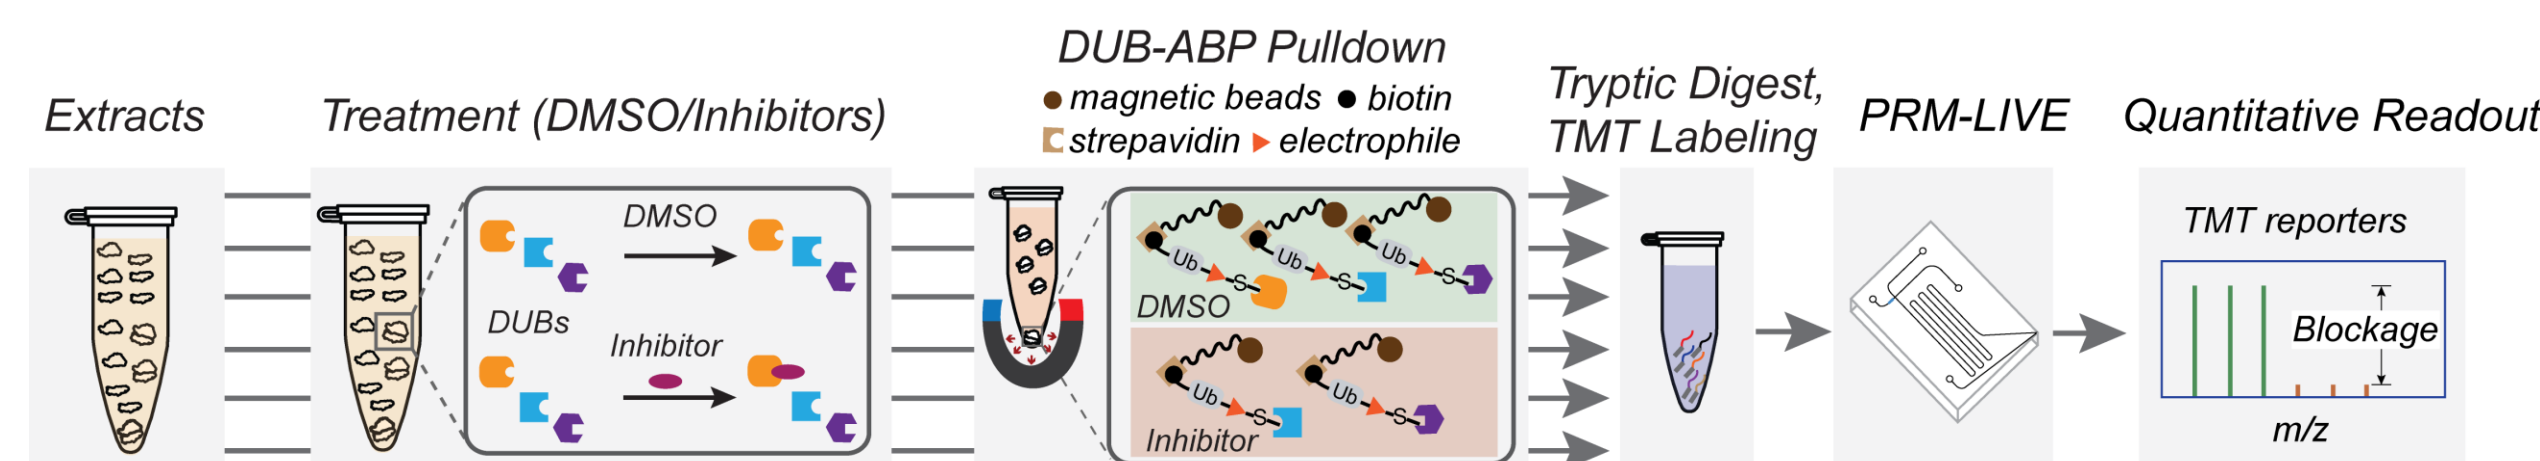 Extracts
Treatment (DMSO/Inhibitors)
DUB-ABP Pulldown
magnetic beads biotin
strepavidin electrophile
Tryptic Digest,
TMT Labeling
PRM-LIVE
Quantitative Readout
DMSO
DUBs
Inhibitor
Ub S
Ub S
Ub S
DMSO
Ub S
Ub S
Inhibitor
TMT reporters
Blockage
m/z